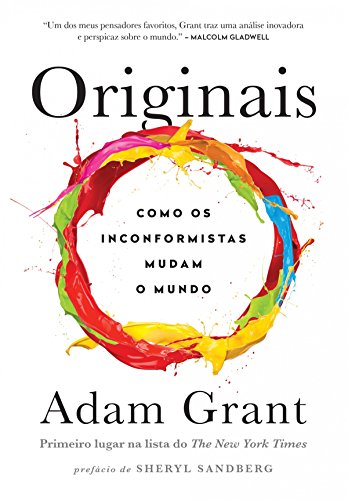 “Um dos meus pensadores favoritos, Grant traz uma análise inovadora
e perspicaz sobre o mundo.” – MALCOLM GLADWELL
Originais
COMO OS
INCONFORMISTAS
MUDAM
O MUNDO
Adam Grant
Primeiro lugar na lista do The New York Times
prefácio de SHERYL SANDBERG